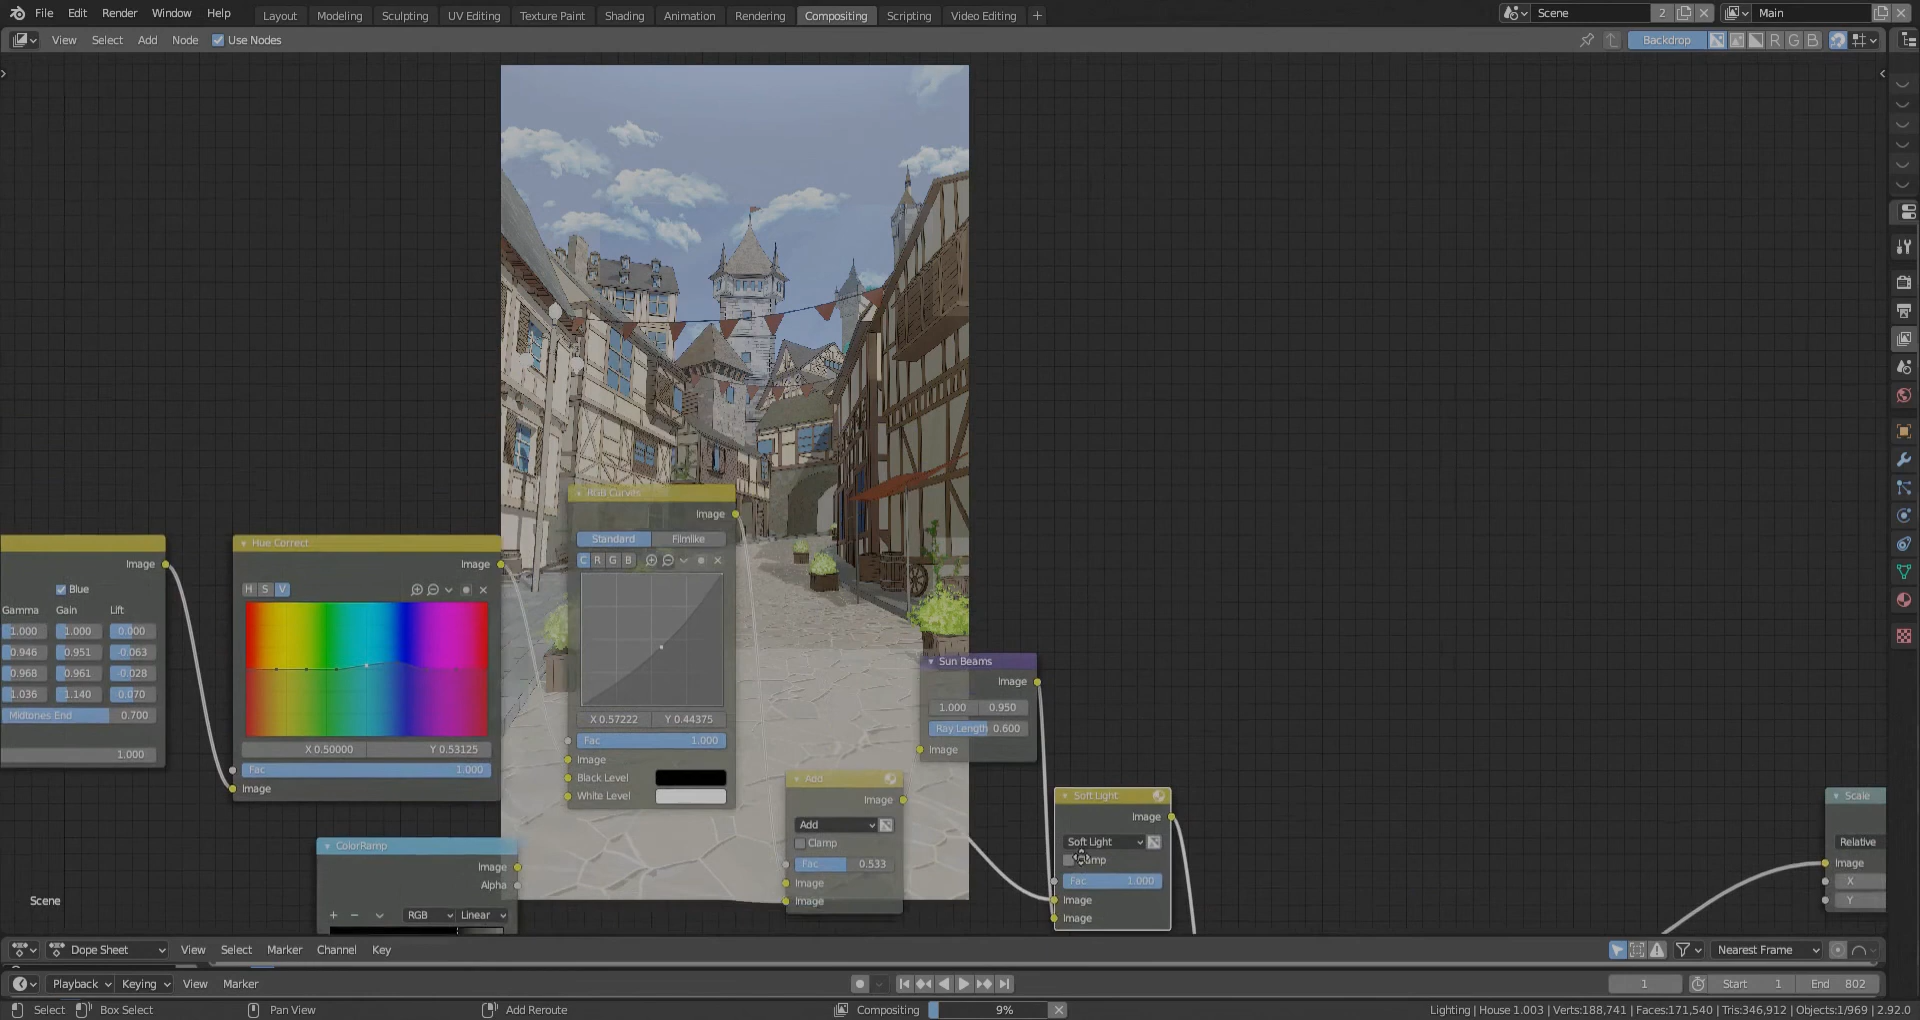 File Edit Render Window Help Layout Modeling Sculpting UV Editing Texture Paint Shading Animation Rendering Compositing Scripting Video Editing + Scene 2 Main
View Select Add Node Use Nodes Backdrop R G B
RGB Curves
Image
Standard Filmlike
C R G B
X 0.57222 Y 0.44375
Fac 1.000
Image
Black Level
White Level
Image
Blue
Gamma Gain Lift
1.000 1.000 0.000
0.946 0.951 -0.063
0.968 0.961 -0.028
1.036 1.140 0.070
Midtones End 0.700
1.000
Hue Correct
Image
H S V
X 0.50000 Y 0.53125
Fac 1.000
Image
Sun Beams
Image
1.000 0.950
Ray Length 0.600
Image
Add
Image
Add
Clamp
Fac 0.533
Image
Image
Soft Light
Image
Soft Light
Fac 1.000
Image
Image
Scale
Relative
Image
X
Y
ColorRamp
Image
Alpha
+ − RGB Linear
Scene
Dope Sheet View Select Marker Channel Key Nearest Frame
Playback Keying View Marker 1 Start 1 End 802
Select Box Select Pan View Add Reroute Compositing 9% Lighting | House 1.003 | Verts:188,741 | Faces:171,540 | Tris:346,912 | Objects:1/969 | 2.92.0